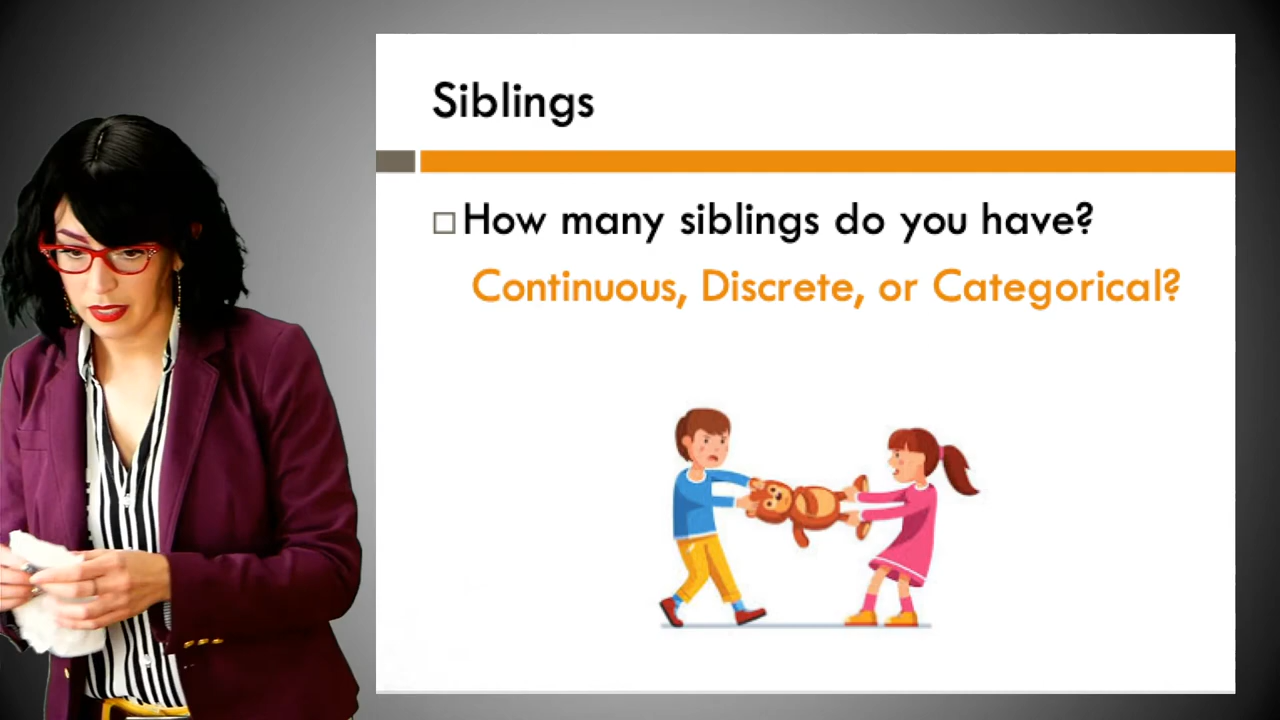 Siblings
How many siblings do you have?
Continuous, Discrete, or Categorical?